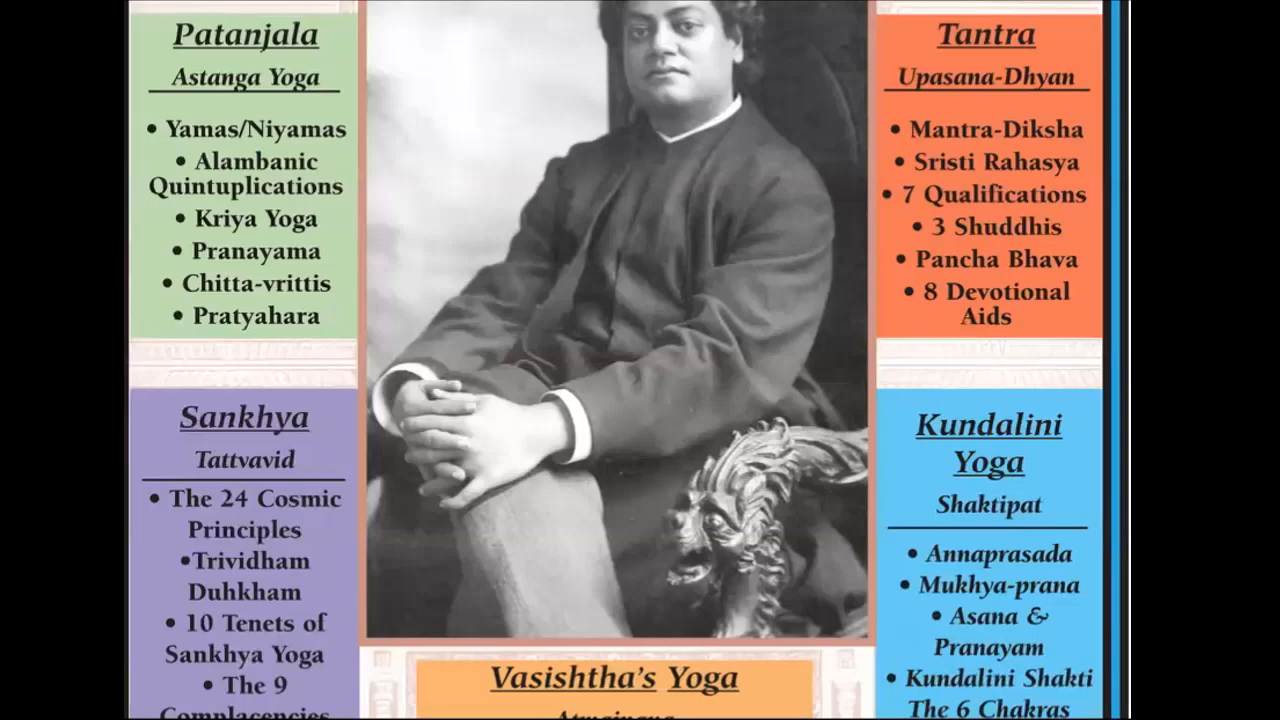 Patanjala
Astanga Yoga
• Yamas/Niyamas
• Alambanic
Quintuplications
• Kriya Yoga
• Pranayama
• Chitta-vrittis
• Pratyahara
Sankhya
Tattvavid
• The 24 Cosmic
Principles
•Trividham
Duhkham
• 10 Tenets of
Sankhya Yoga
• The 9
Complacencies
Vasishtha's Yoga
Atmajnana
Tantra
Upasana-Dhyan
• Mantra-Diksha
• Sristi Rahasya
• 7 Qualifications
• 3 Shuddhis
• Pancha Bhava
• 8 Devotional
Aids
Kundalini
Yoga
Shaktipat
• Annaprasada
• Mukhya-prana
• Asana &
Pranayam
• Kundalini Shakti
The 6 Chakras